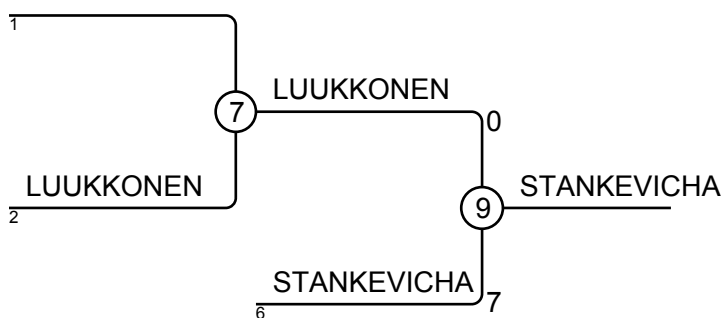 1
LUUKKONEN
7
0
LUUKKONEN
2
STANKEVICHA
9
STANKEVICHA
7
6